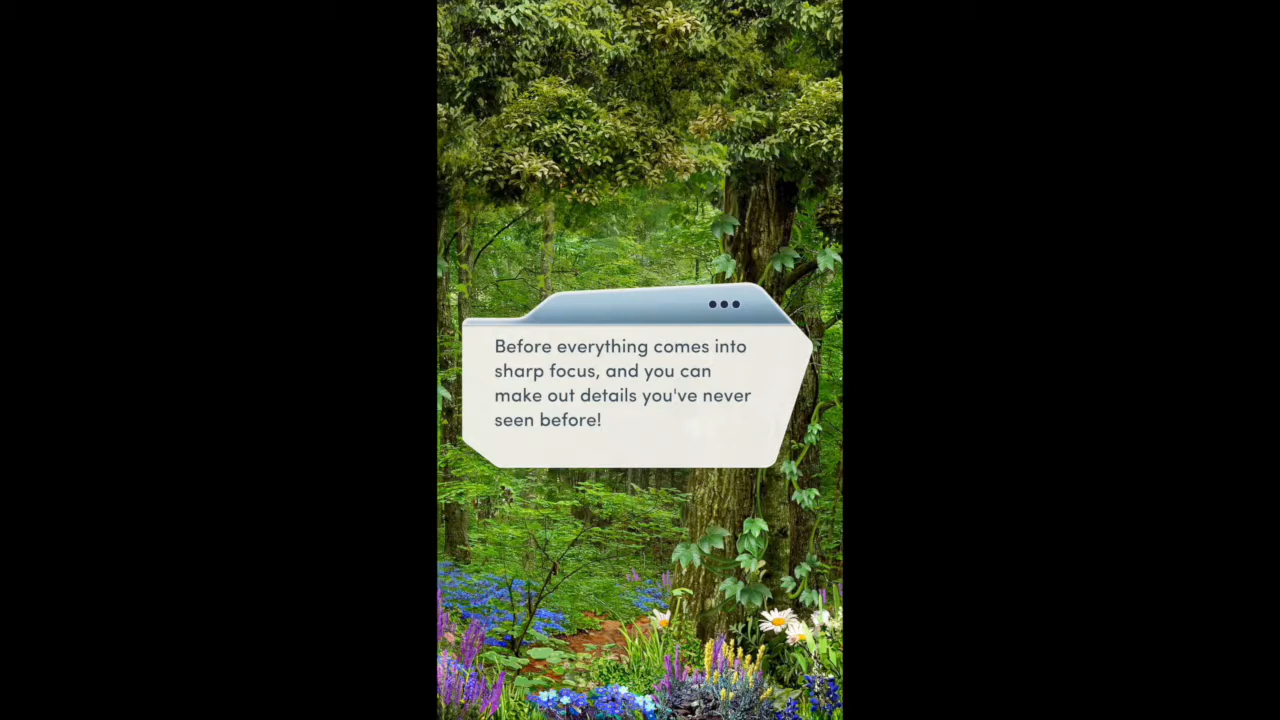 Before everything comes into
sharp focus, and you can
make out details you've never
seen before!